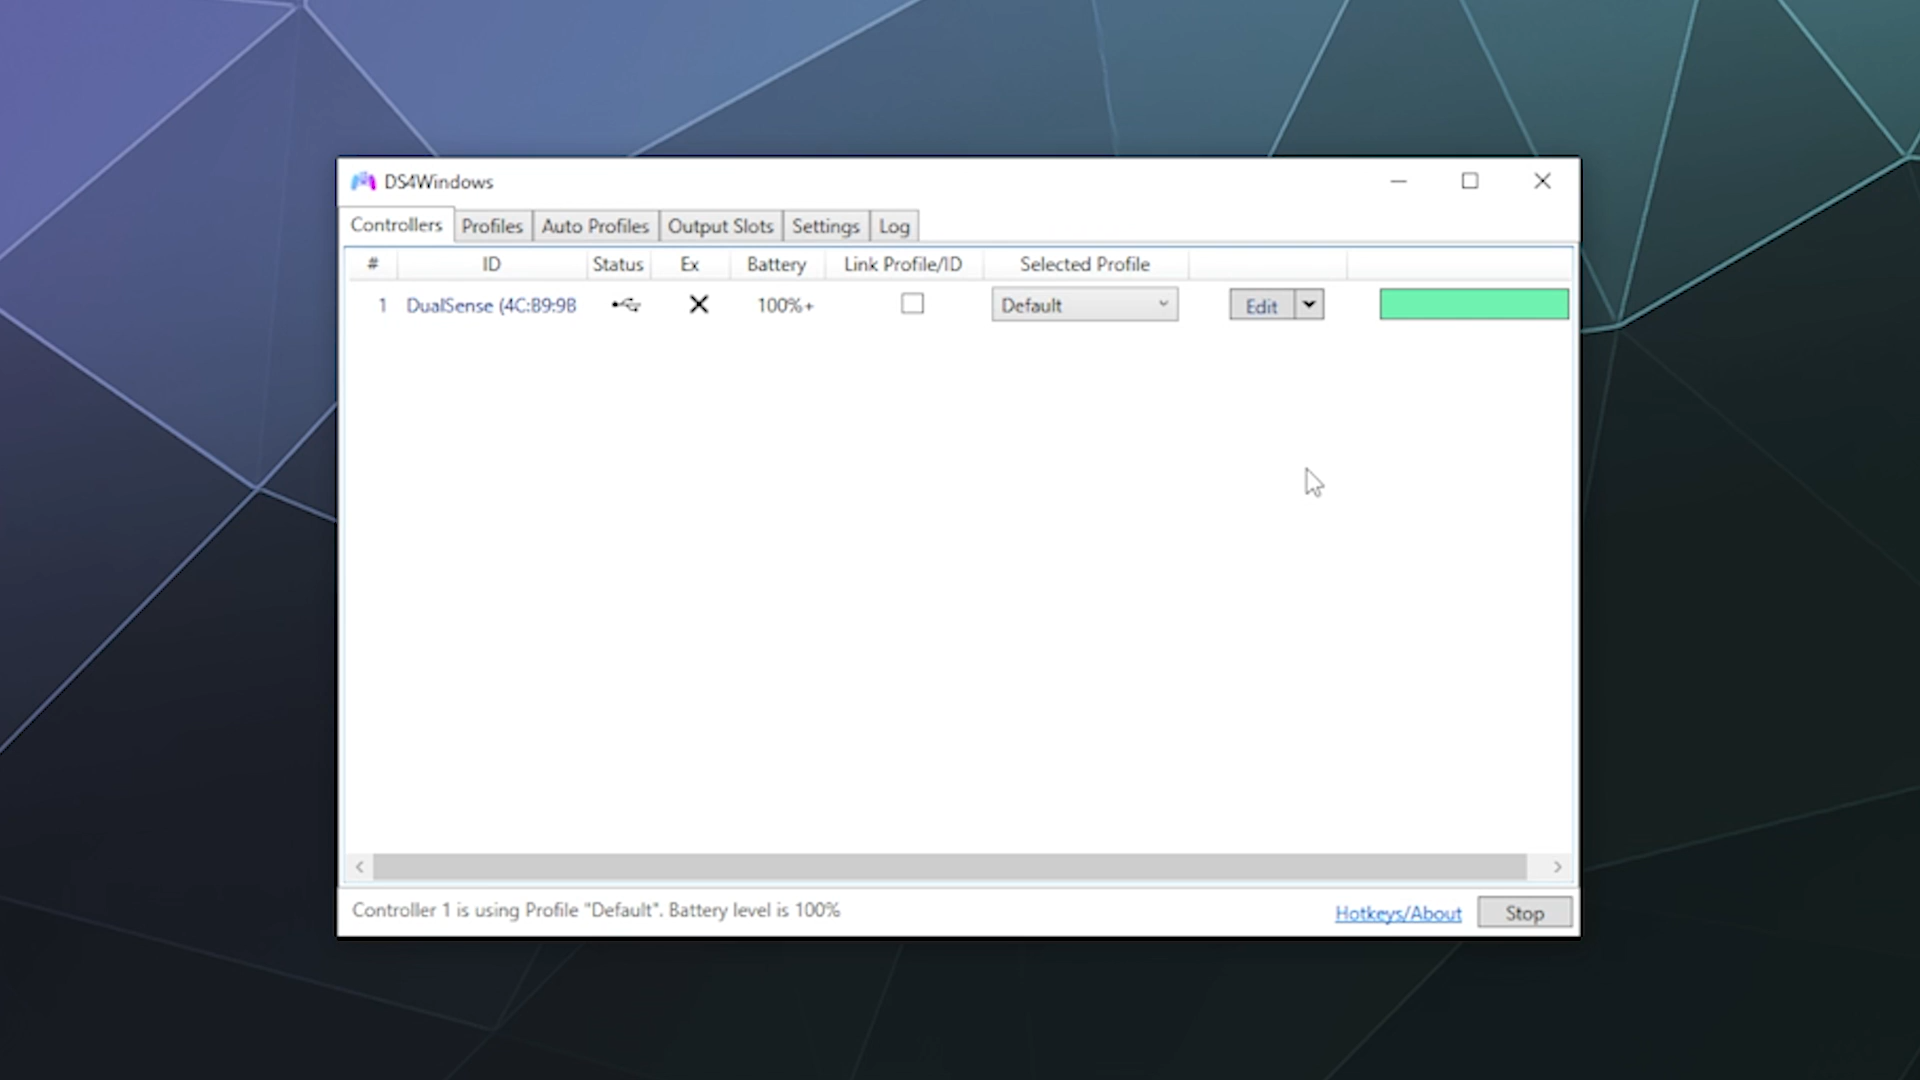 DS4Windows
Controllers Profiles Auto Profiles Output Slots Settings Log
# ID Status Ex Battery Link Profile/ID Selected Profile
1 DualSense (4C:B9:9B 100%+ Default Edit
Controller 1 is using Profile "Default". Battery level is 100% Hotkeys/About Stop